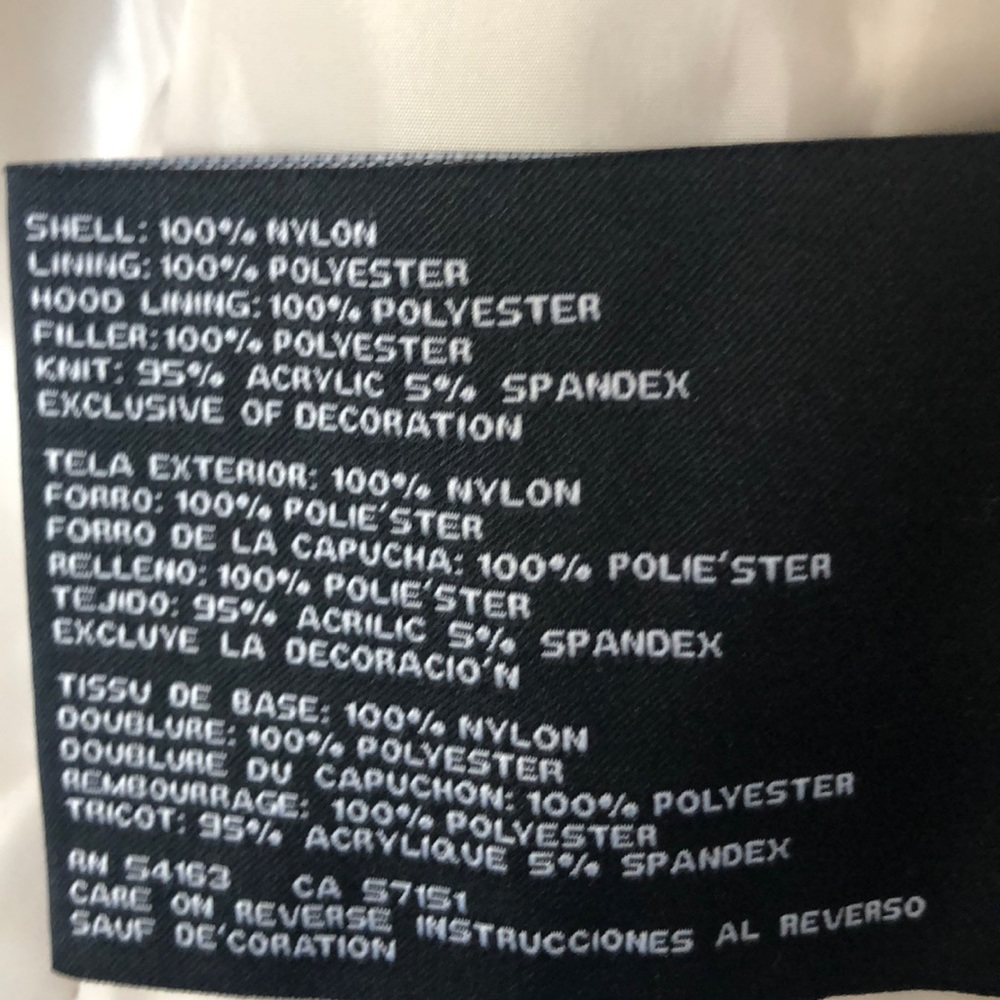 SHELL: 100% NYLON
LINING: 100% POLYESTER
HOOD LINING: 100% POLYESTER
FILLER: 100% POLYESTER
KNIT: 95% ACRYLIC 5% SPANDEX
EXCLUSIVE OF DECORATION
TELA EXTERIOR: 100% NYLON
FORRO: 100% POLIE'STER
FORRO DE LA CAPUCHA: 100% POLIE'STER
RELLENO: 100% POLIE'STER
TEJIDO: 95% ACRILIC 5% SPANDEX
EXCLUYE LA DECORACIO'N
TISSU DE BASE: 100% NYLON
DOUBLURE: 100% POLYESTER
DOUBLURE DU CAPUCHON: 100% POLYESTER
REMBOURRAGE: 100% POLYESTER
TRICOT: 95% ACRYLIQUE 5% SPANDEX
RN 54163 CA 57151
CARE ON REVERSE INSTRUCCIONES AL REVERSO
SAUF DE'CORATION